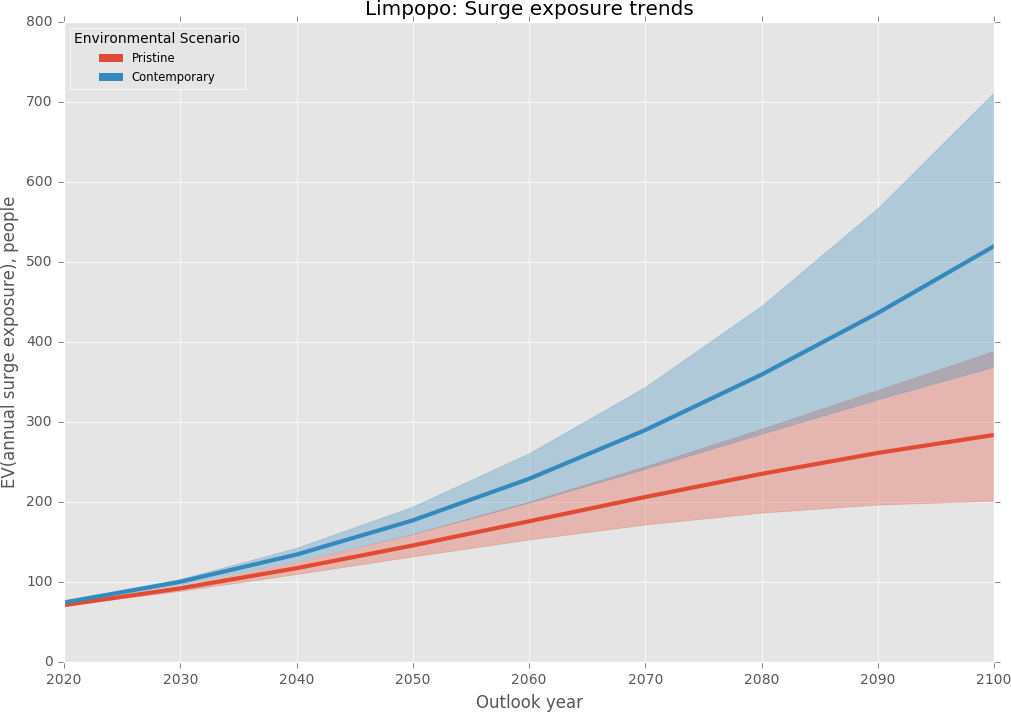 Limpopo: Surge exposure trends
Environmental Scenario
Pristine
Contemporary
EV(annual surge exposure), people
800
700
600
500
400
300
200
100
0
2020 2030 2040 2050 2060 2070 2080 2090 2100
Outlook year